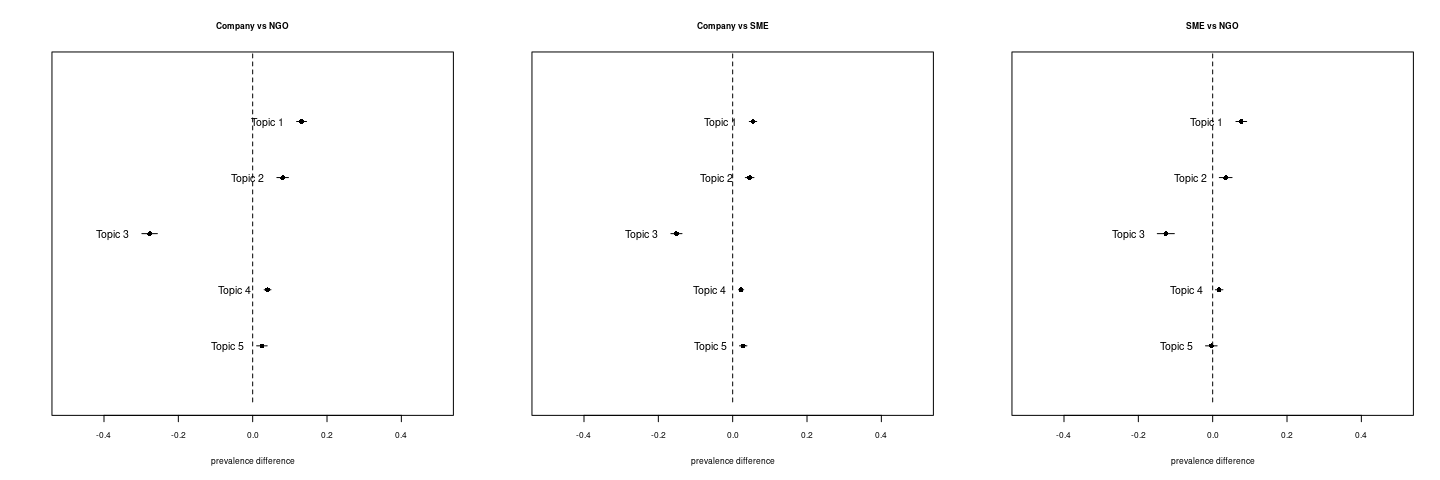 Company vs NGO
Topic 1
Topic 2
Topic 3
Topic 4
Topic 5
-0.4 -0.2 0.0 0.2 0.4
prevalence difference
Company vs SME
Topic 1
Topic 2
Topic 3
Topic 4
Topic 5
-0.4 -0.2 0.0 0.2 0.4
prevalence difference
SME vs NGO
Topic 1
Topic 2
Topic 3
Topic 4
Topic 5
-0.4 -0.2 0.0 0.2 0.4
prevalence difference